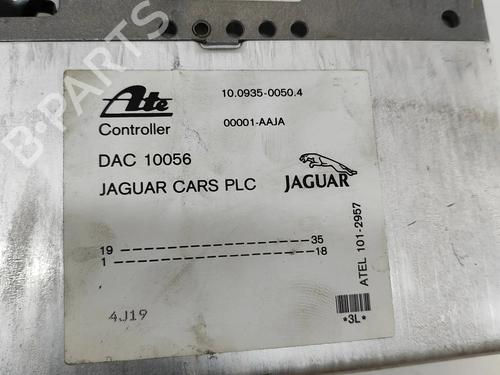 B-PARTS
Ate
10.0935-0050.4
Controller
00001-AAJA
DAC 10056
JAGUAR CARS PLC
JAGUAR
19 ---------------- 35
1 ---------------- 18
ATEL 101-2957
4J19
*3L*